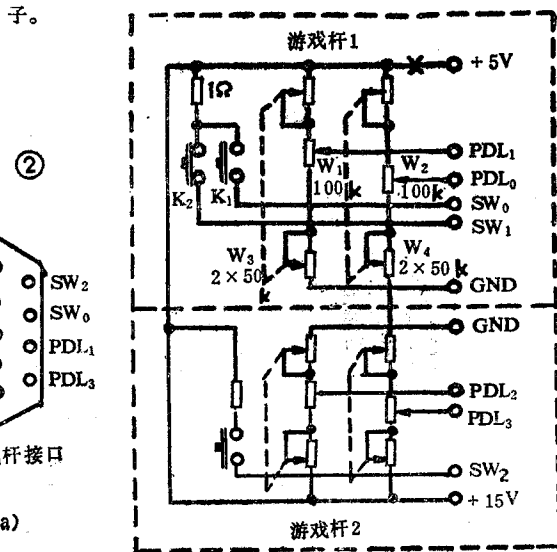 子。
②
游戏杆1
+5V
1Ω
PDL₁
PDL₀
SW₀
SW₁
K₂
K₁
W₁
100k
W₂
100k
W₃
2×50k
W₄
2×50k
GND
GND
SW₂
SW₀
PDL₁
PDL₃
PDL₂
PDL₃
杆接口
SW₂
+15V
a)
游戏杆2